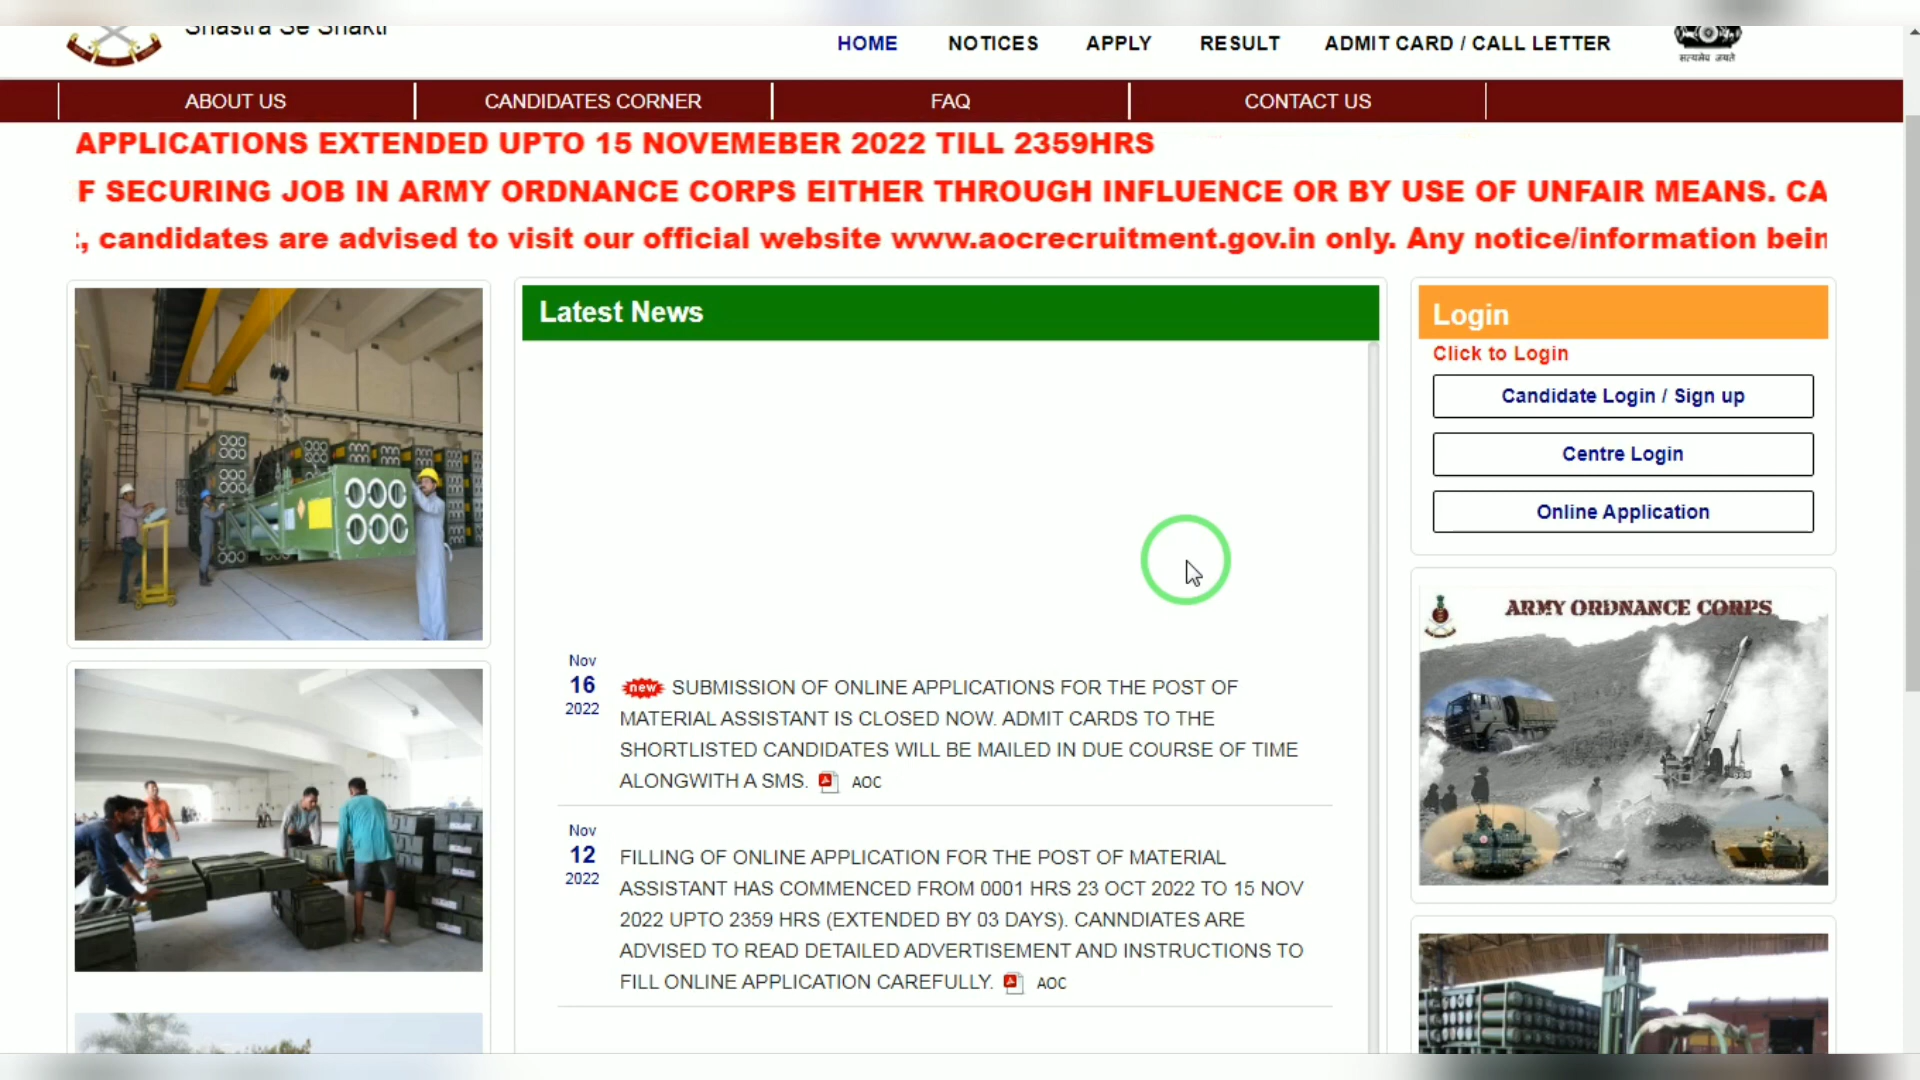 Shastra Se Shakti
HOME NOTICES APPLY RESULT ADMIT CARD / CALL LETTER
सत्यमेव जयते
ABOUT US CANDIDATES CORNER FAQ CONTACT US
APPLICATIONS EXTENDED UPTO 15 NOVEMEBER 2022 TILL 2359HRS
F SECURING JOB IN ARMY ORDNANCE CORPS EITHER THROUGH INFLUENCE OR BY USE OF UNFAIR MEANS. CA
, candidates are advised to visit our official website www.aocrecruitment.gov.in only. Any notice/information bein
Latest News
Nov
16
2022
new SUBMISSION OF ONLINE APPLICATIONS FOR THE POST OF
MATERIAL ASSISTANT IS CLOSED NOW. ADMIT CARDS TO THE
SHORTLISTED CANDIDATES WILL BE MAILED IN DUE COURSE OF TIME
ALONGWITH A SMS. AOC
Nov
12
2022
FILLING OF ONLINE APPLICATION FOR THE POST OF MATERIAL
ASSISTANT HAS COMMENCED FROM 0001 HRS 23 OCT 2022 TO 15 NOV
2022 UPTO 2359 HRS (EXTENDED BY 03 DAYS). CANNDIATES ARE
ADVISED TO READ DETAILED ADVERTISEMENT AND INSTRUCTIONS TO
FILL ONLINE APPLICATION CAREFULLY. AOC
Login
Click to Login
Candidate Login / Sign up
Centre Login
Online Application
ARMY ORDNANCE CORPS